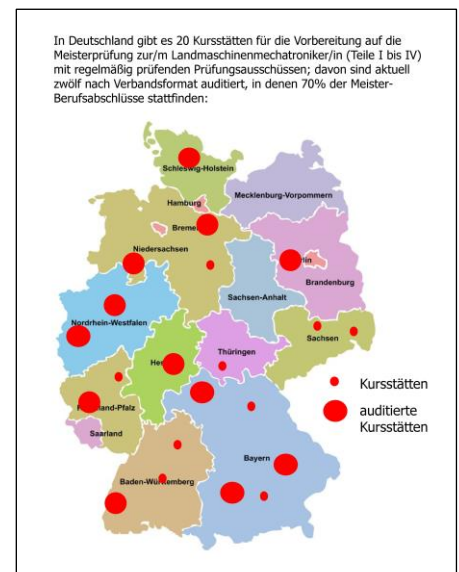 In Deutschland gibt es 20 Kursstätten für die Vorbereitung auf die
Meisterprüfung zur/m Landmaschinenmechatroniker/in (Teile I bis IV)
mit regelmäßig prüfenden Prüfungsausschüssen; davon sind aktuell
zwölf nach Verbandsformat auditiert, in denen 70% der Meister-
Berufsabschlüsse stattfinden:
Schleswig-Holstein
Mecklenburg-Vorpommern
Hamburg
Niedersachsen
Brandenburg
Sachsen-Anhalt
Nordrhein-Westfalen
Sachsen
Thüringen
Kursstätten
auditierte
Kursstätten
Saarland
Bayern
Baden-Württemberg